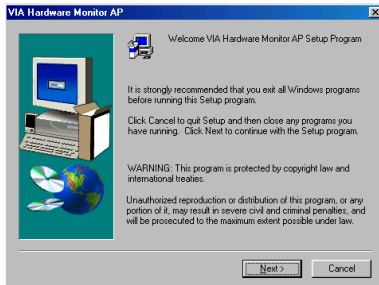 VIA Hardware Monitor AP
Welcome VIA Hardware Monitor AP Setup Program
It is strongly recommended that you exit all Windows programs
before running this Setup program.
Click Cancel to quit Setup and then close any programs you
have running. Click Next to continue with the Setup program.
WARNING: This program is protected by copyright law and
international treaties.
Unauthorized reproduction or distribution of this program, or any
portion of it, may result in severe civil and criminal penalties, and
will be prosecuted to the maximum extent possible under law.
Next >
Cancel